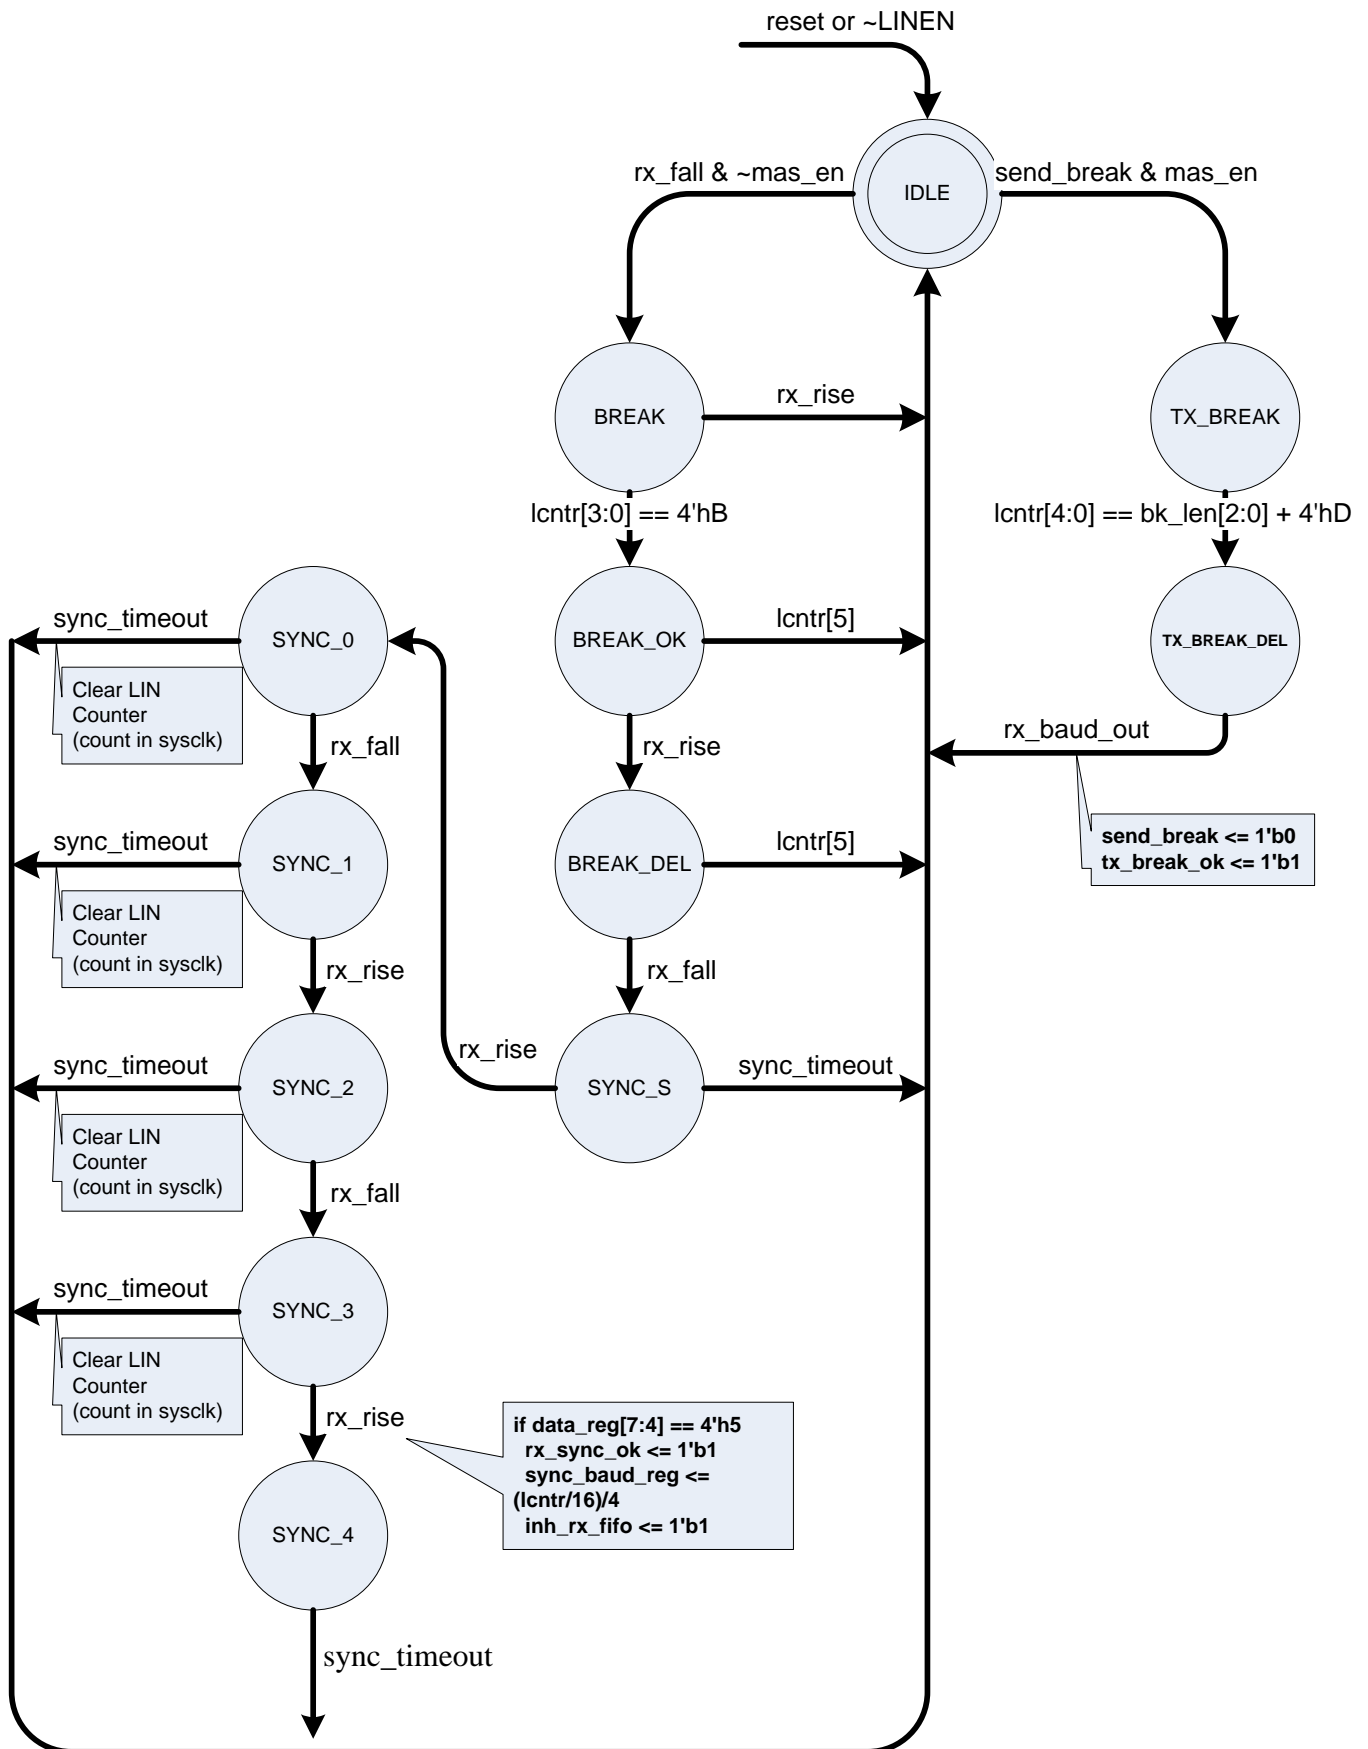 reset or ~LINEN
rx_fall & ~mas_en
IDLE
send_break & mas_en
BREAK
rx_rise
TX_BREAK
lcntr[3:0] == 4'hB
lcntr[4:0] == bk_len[2:0] + 4'hD
sync_timeout
SYNC_0
BREAK_OK
lcntr[5]
TX_BREAK_DEL
Clear LIN
Counter
(count in sysclk)
rx_fall
rx_rise
rx_baud_out
sync_timeout
SYNC_1
BREAK_DEL
lcntr[5]
send_break <= 1'b0
tx_break_ok <= 1'b1
Clear LIN
Counter
(count in sysclk)
rx_rise
rx_fall
sync_timeout
SYNC_2
rx_rise
SYNC_S
sync_timeout
Clear LIN
Counter
(count in sysclk)
rx_fall
sync_timeout
SYNC_3
Clear LIN
Counter
(count in sysclk)
rx_rise
if data_reg[7:4] == 4'h5
rx_sync_ok <= 1'b1
sync_baud_reg <=
(lcntr/16)/4
inh_rx_fifo <= 1'b1
SYNC_4
sync_timeout